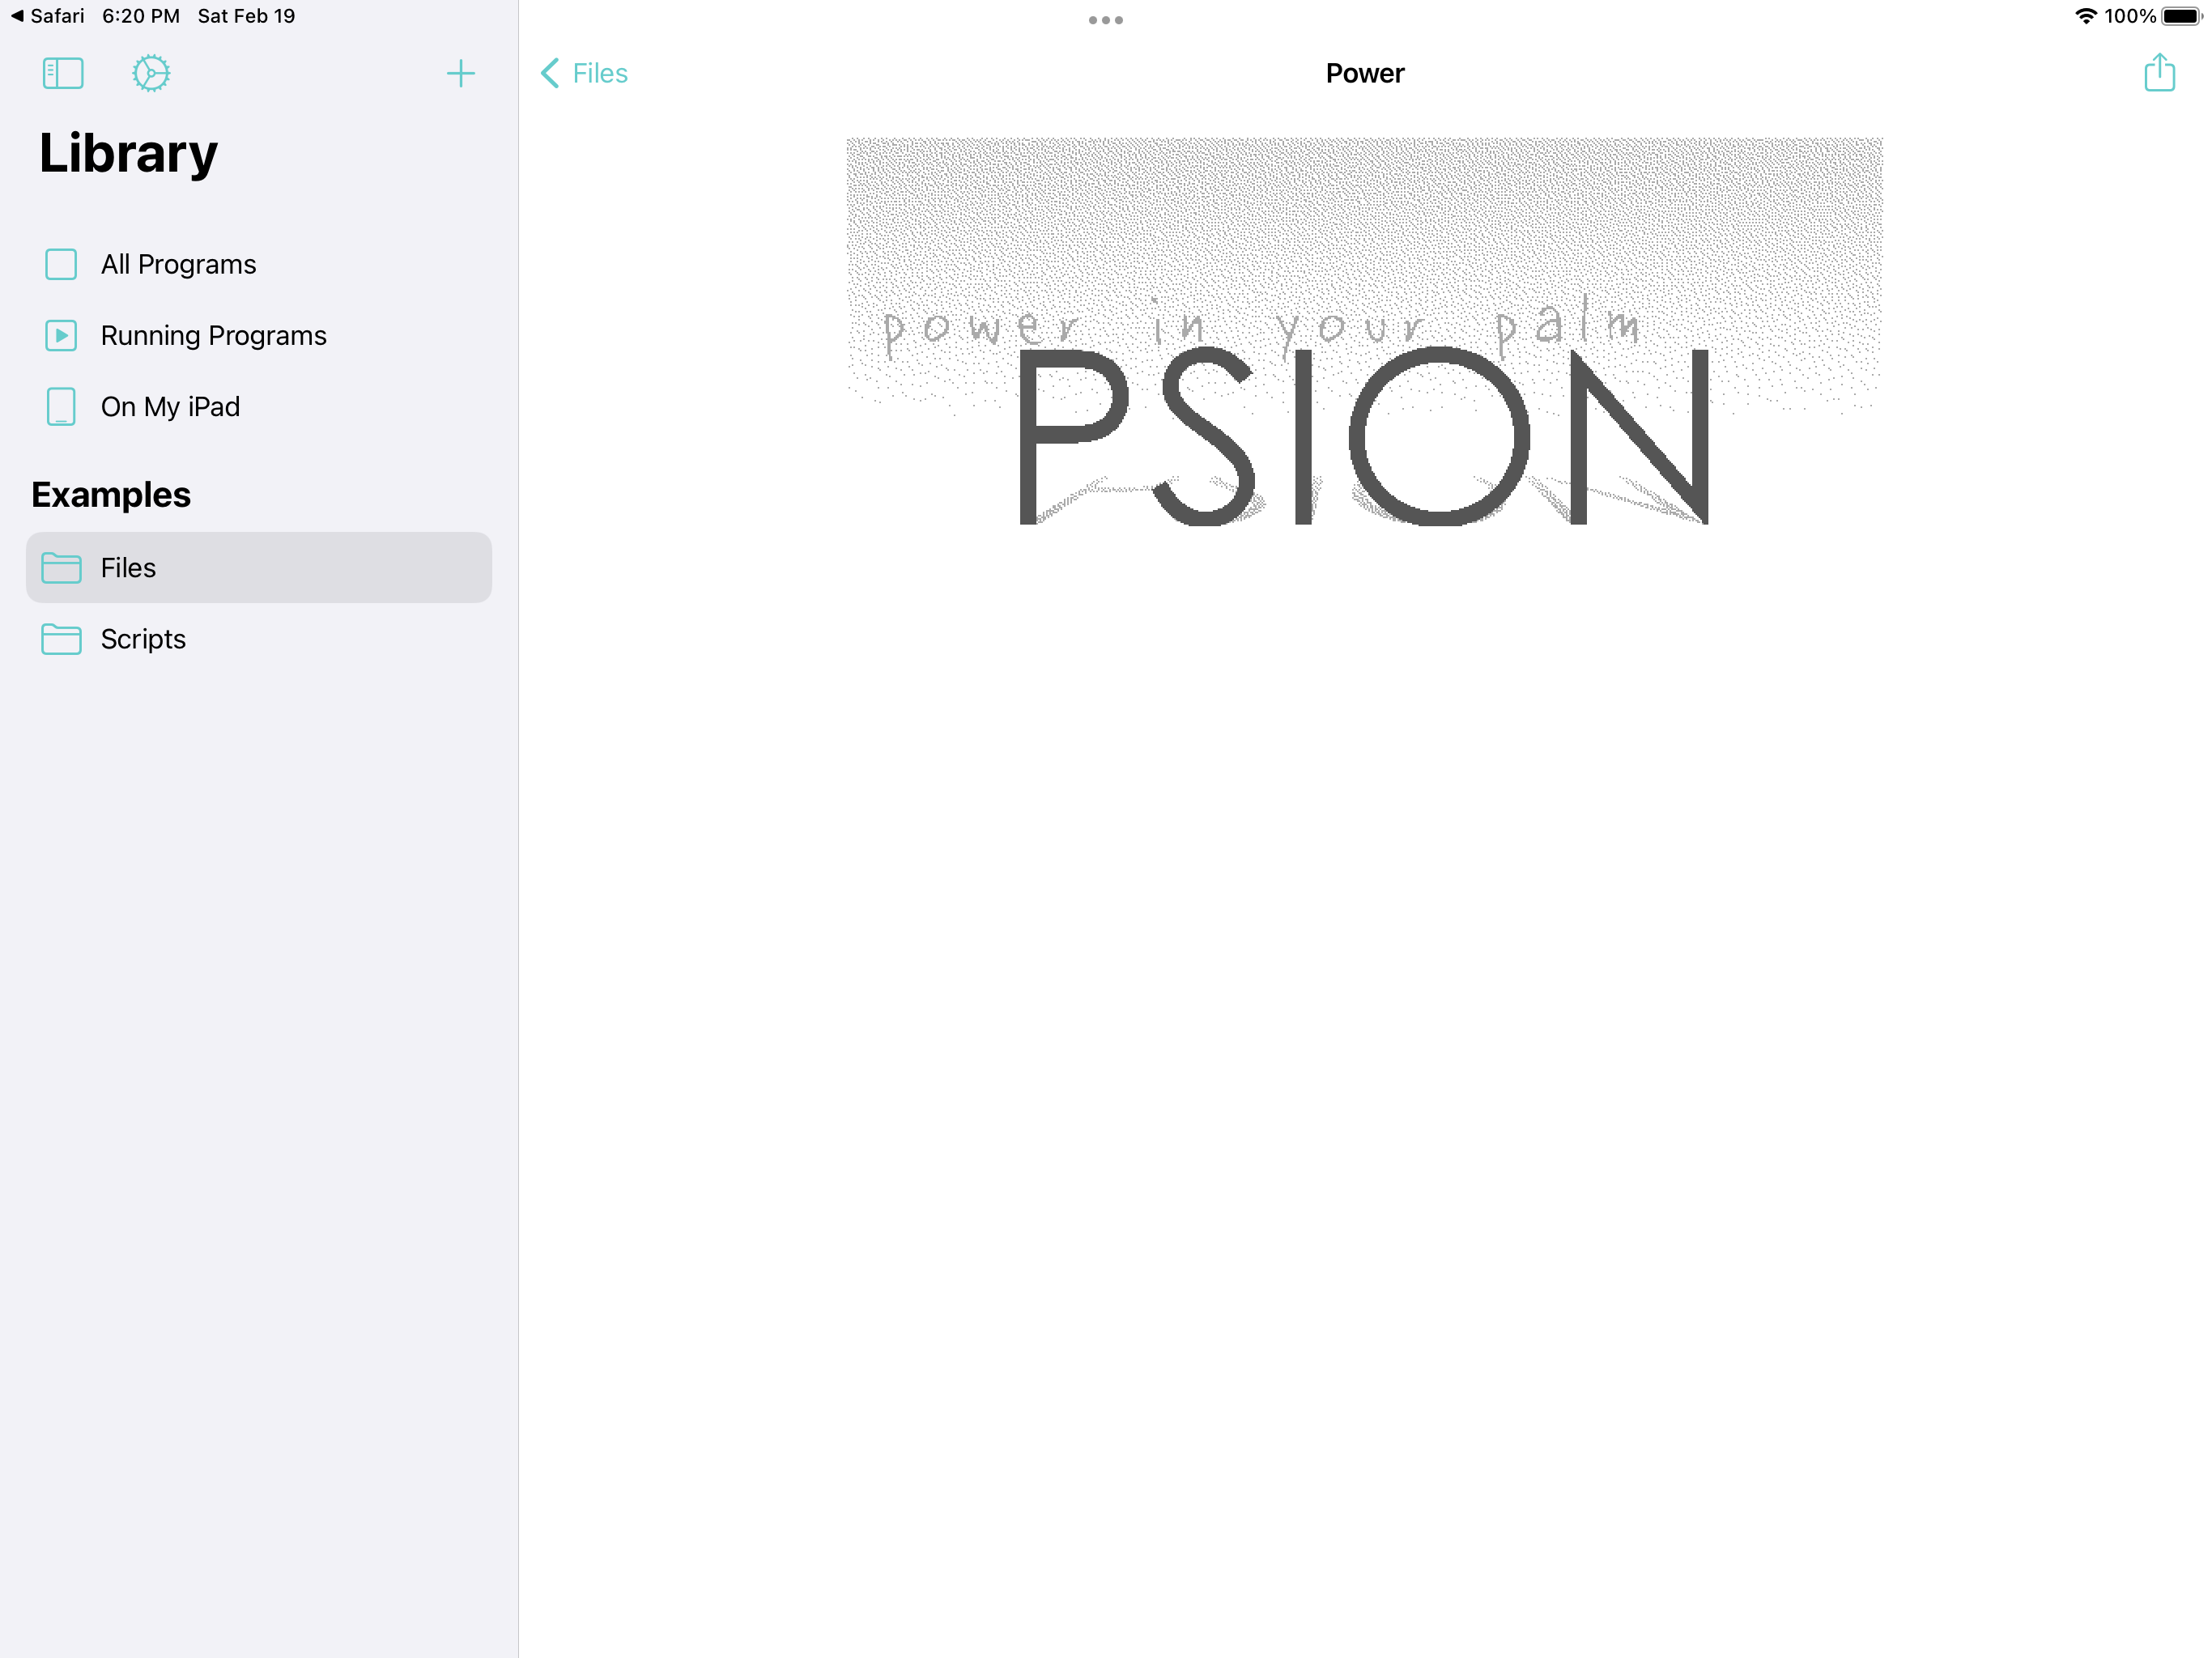 Safari 6:20 PM Sat Feb 19
100%
Library
All Programs
Running Programs
On My iPad
Examples
Files
Scripts
Files
Power
power in your palm
PSION